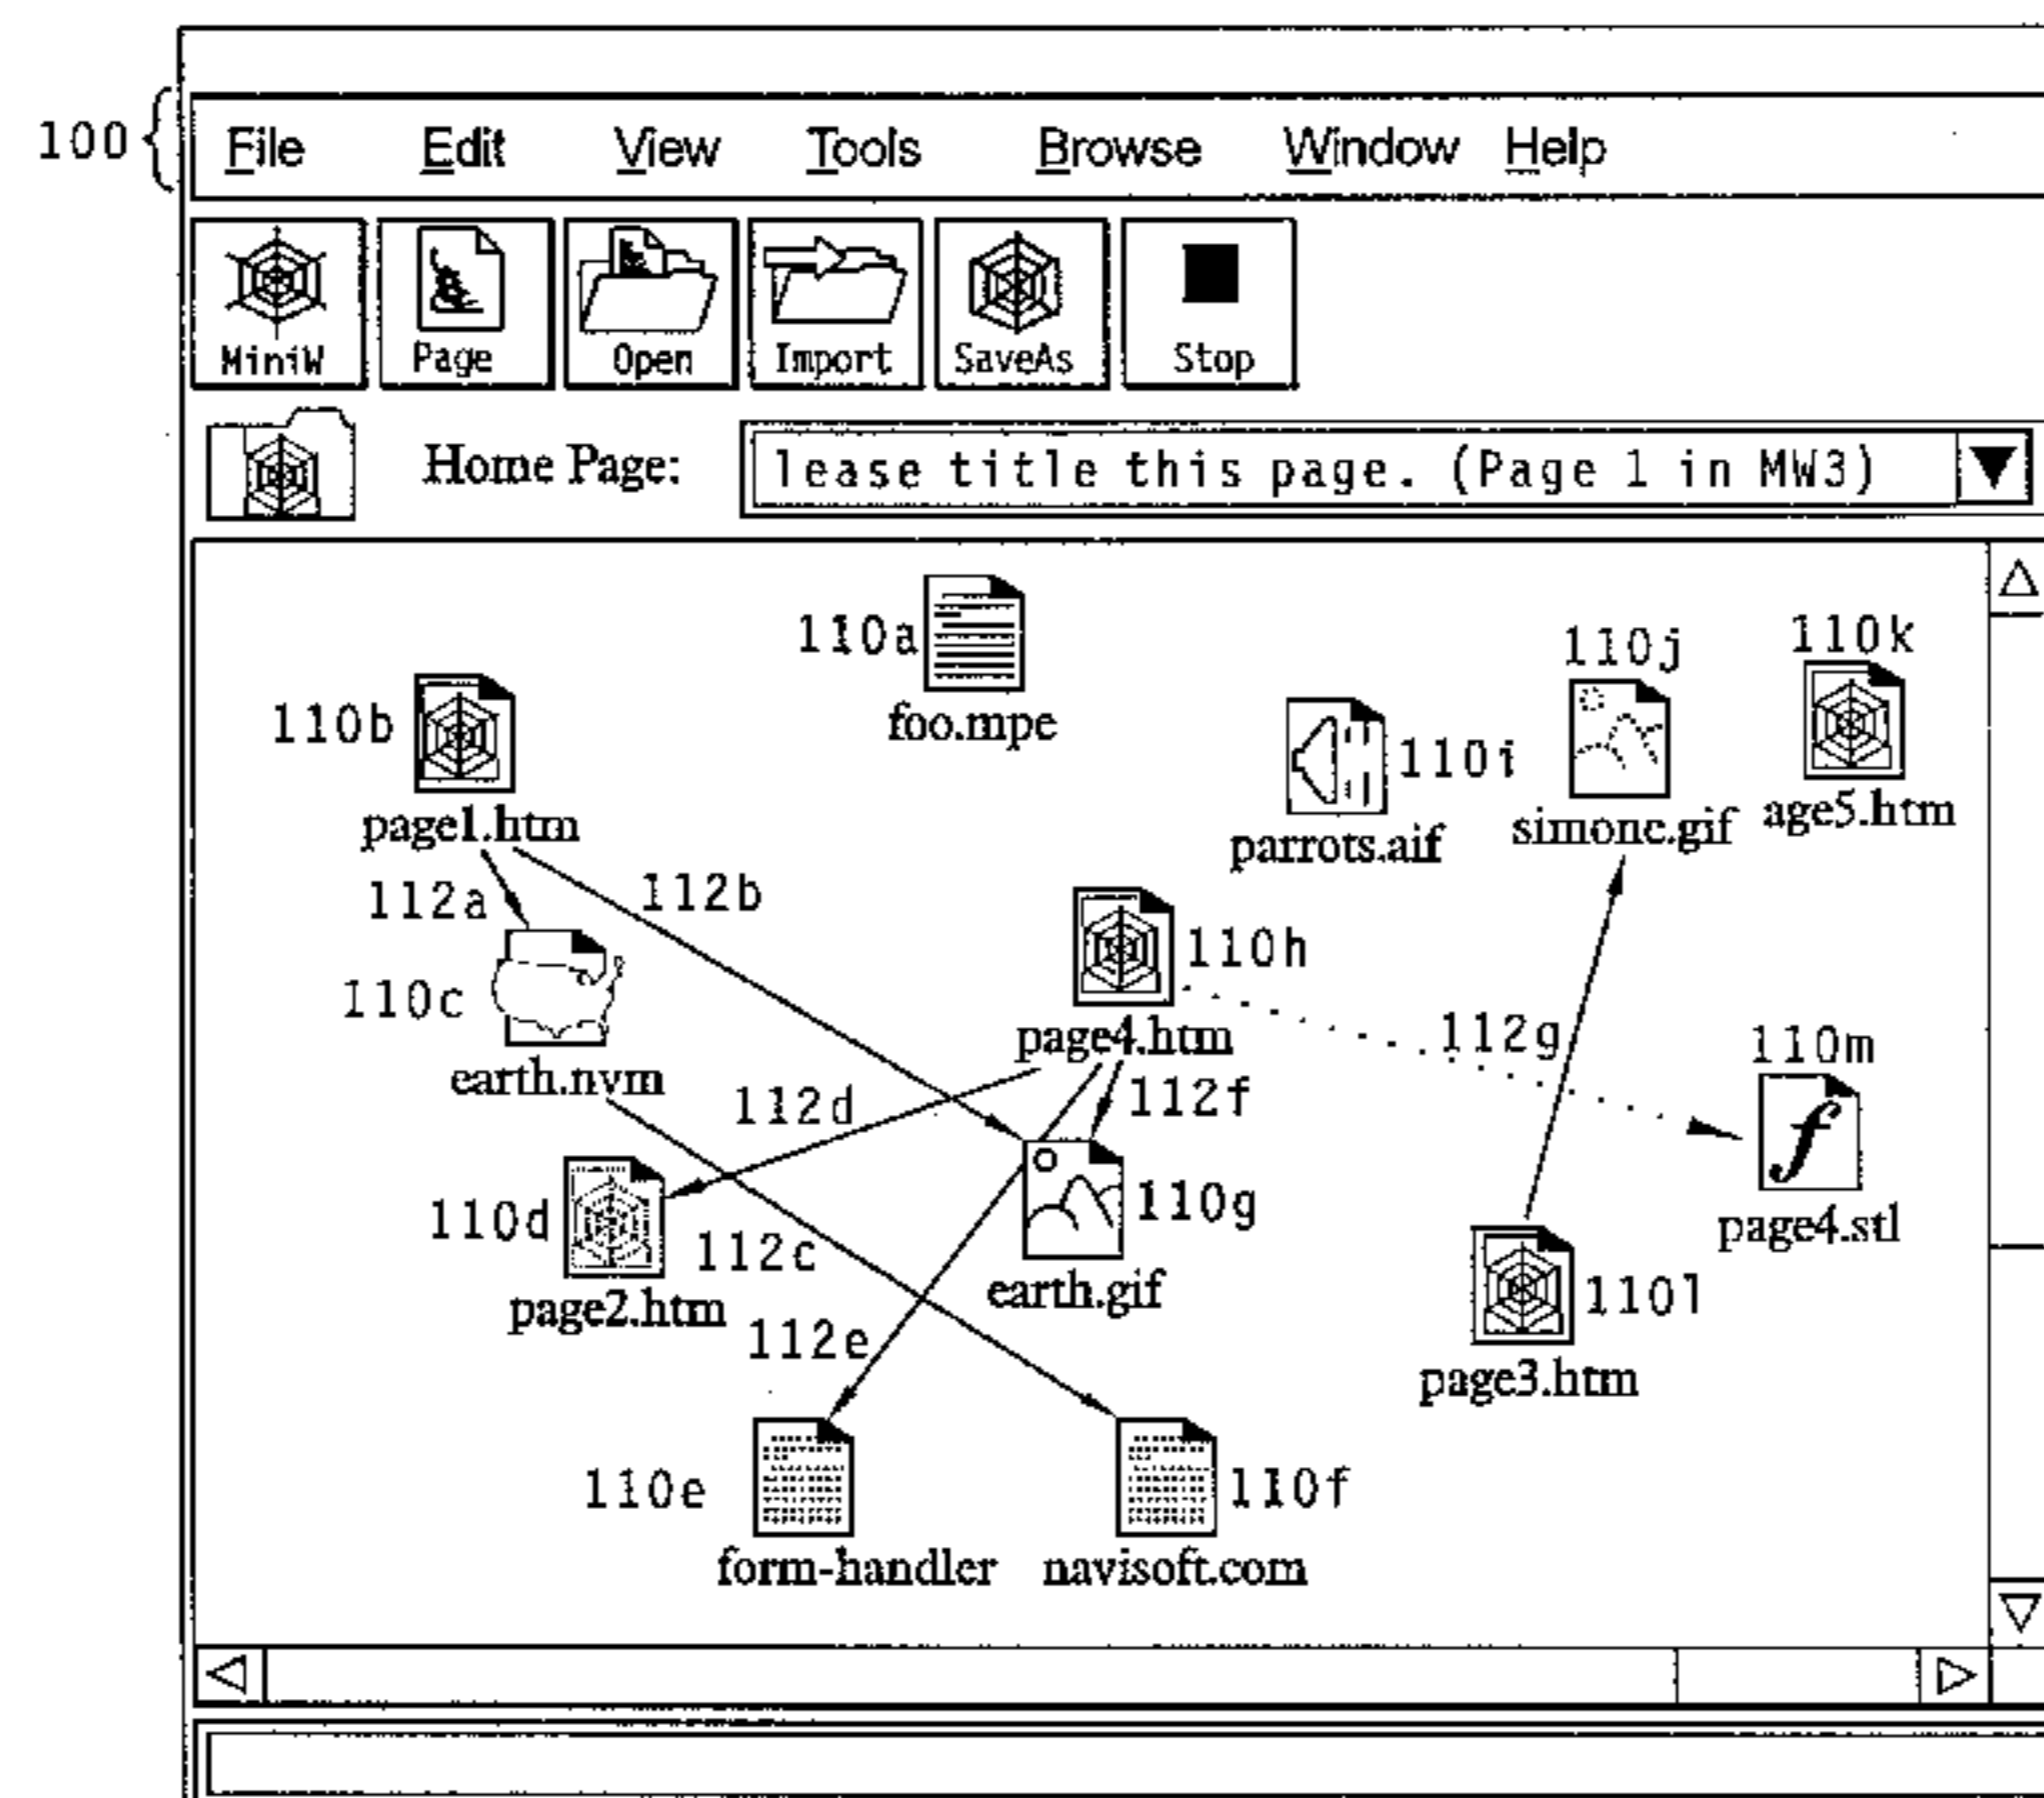 100
File Edit View Tools Browse Window Help
MiniW Page Open Import SaveAs Stop
Home Page: lease title this page. (Page 1 in MW3)
110a
foo.mpe
110j
110k
110b
110i
page1.htm
parrots.aif
simone.gif
age5.htm
112a
112b
110c
110h
earth.nvm
page4.htm
112g
110m
112d
112f
110d
112c
110g
page4.stl
page2.htm
earth.gif
110l
112e
page3.htm
110e
110f
form-handler
navisoft.com